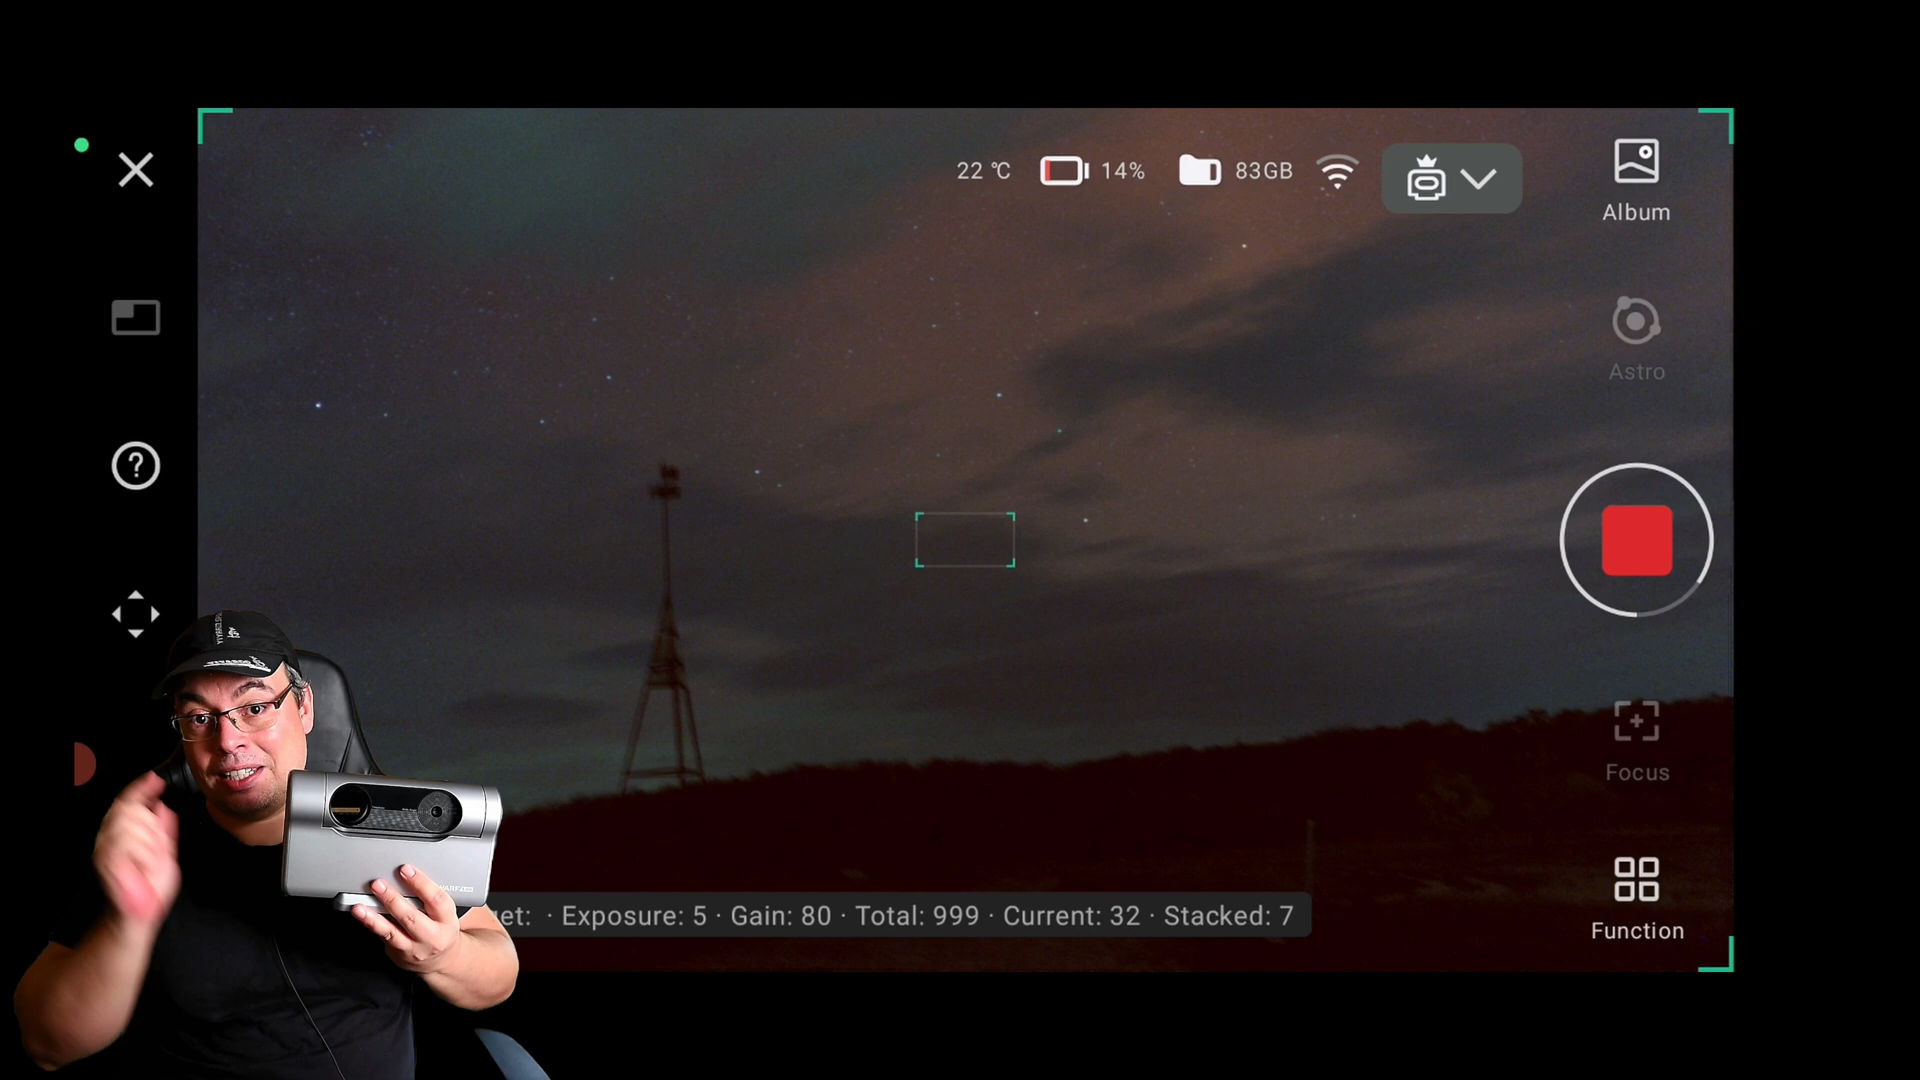 22 °C 14% 83GB
Album
Astro
Focus
Function
et: · Exposure: 5 · Gain: 80 · Total: 999 · Current: 32 · Stacked: 7